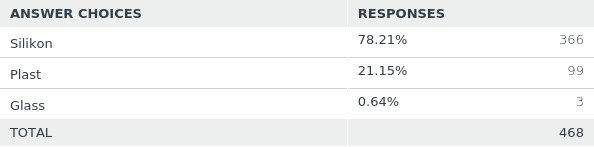 ANSWER CHOICES RESPONSES
Silikon 78.21% 366
Plast 21.15% 99
Glass 0.64% 3
TOTAL 468